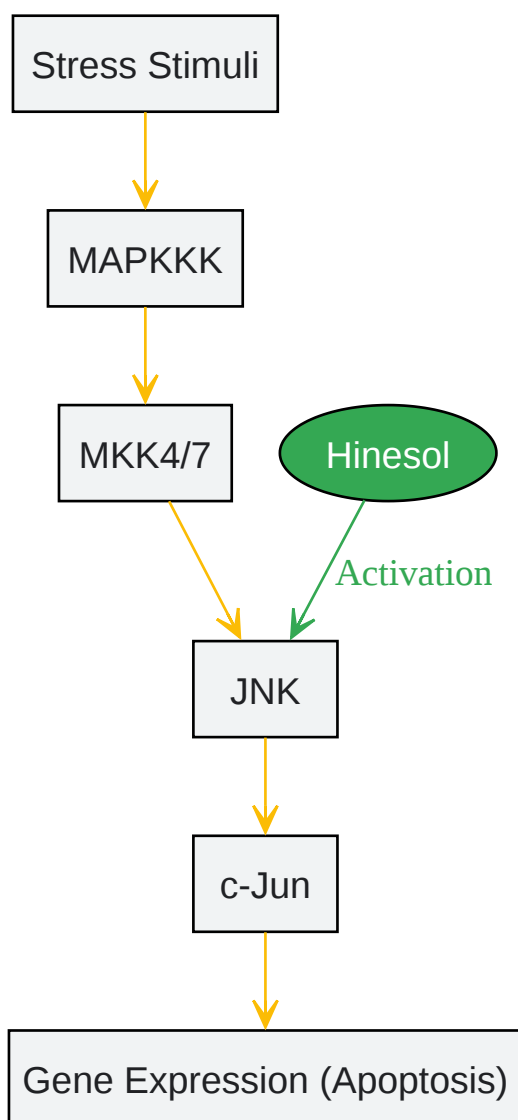 Stress Stimuli
MAPKKK
MKK4/7
Hinesol
Activation
JNK
c-Jun
Gene Expression (Apoptosis)